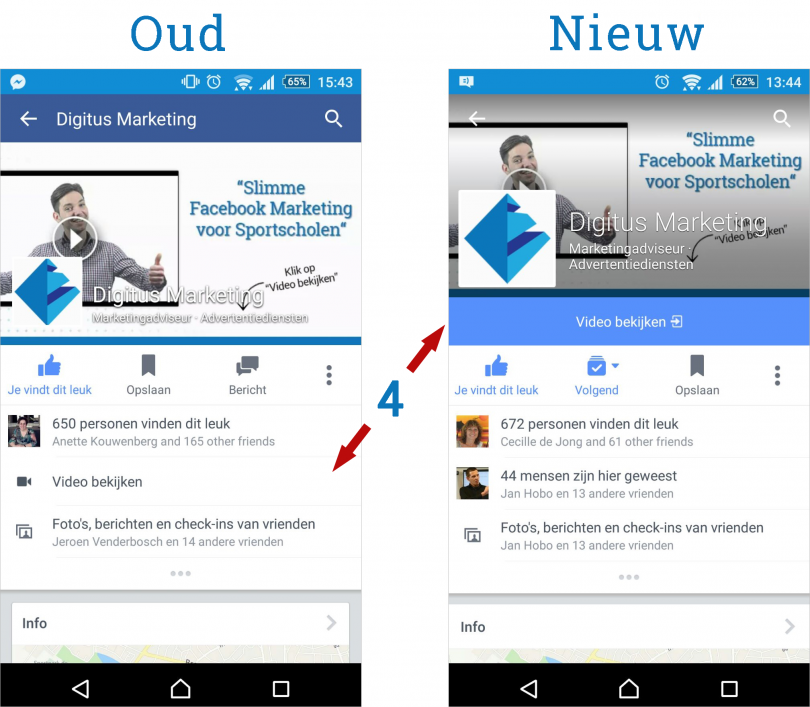 Oud
15:43
65%
Digitus Marketing
“Slimme
Facebook Marketing
voor Sportscholen“
Klik op
“Video bekijken”
Digitus Marketing
Marketingadviseur · Advertentiediensten
Je vindt dit leuk
Opslaan
Bericht
650 personen vinden dit leuk
Anette Kouwenberg and 165 other friends
Video bekijken
Foto's, berichten en check-ins van vrienden
Jeroen Venderbosch en 14 andere vrienden
Info
4
Nieuw
62%
13:44
“Slimme
Facebook Marketing
voor Sportscholen“
Klik op
“Video bekijken”
Digitus Marketing
Marketingadviseur ·
Advertentiediensten
Video bekijken
Je vindt dit leuk
Volgend
Opslaan
672 personen vinden dit leuk
Cecille de Jong and 61 other friends
44 mensen zijn hier geweest
Jan Hobo en 13 andere vrienden
Foto's, berichten en check-ins van vrienden
Jan Hobo en 13 andere vrienden
Info